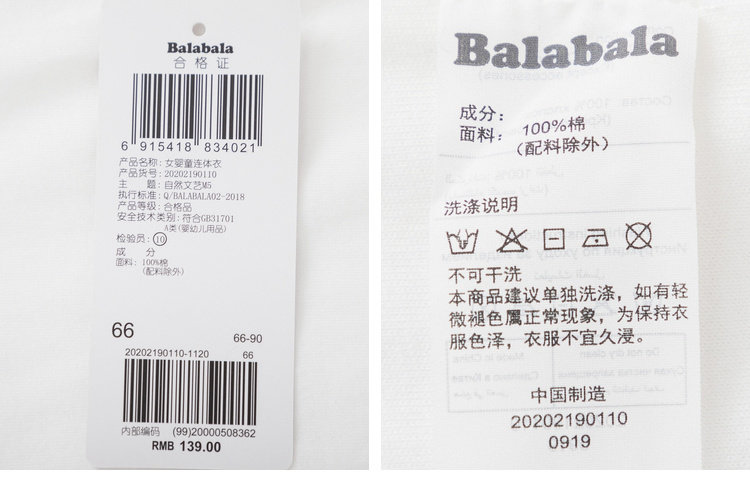 Balabala
合格证
6 915418 834021
产品名称: 女婴童连体衣
产品货号: 20202190110
主 题: 自然文艺M5
执行标准: Q/BALABALA02-2018
产品等级: 合格品
安全技术类别: 符合GB31701
A类(婴幼儿用品)
检验员: 10
成 分
面料: 100%棉
(配料除外)
66 66-90
20202190110-1120 66
内部编码 (99)20000508362
RMB 139.00
Balabala
成分:
面料: 100%棉
(配料除外)
洗涤说明
不可干洗
本商品建议单独洗涤，如有轻
微褪色属正常现象，为保持衣
服色泽，衣服不宜久浸。
中国制造
20202190110
0919